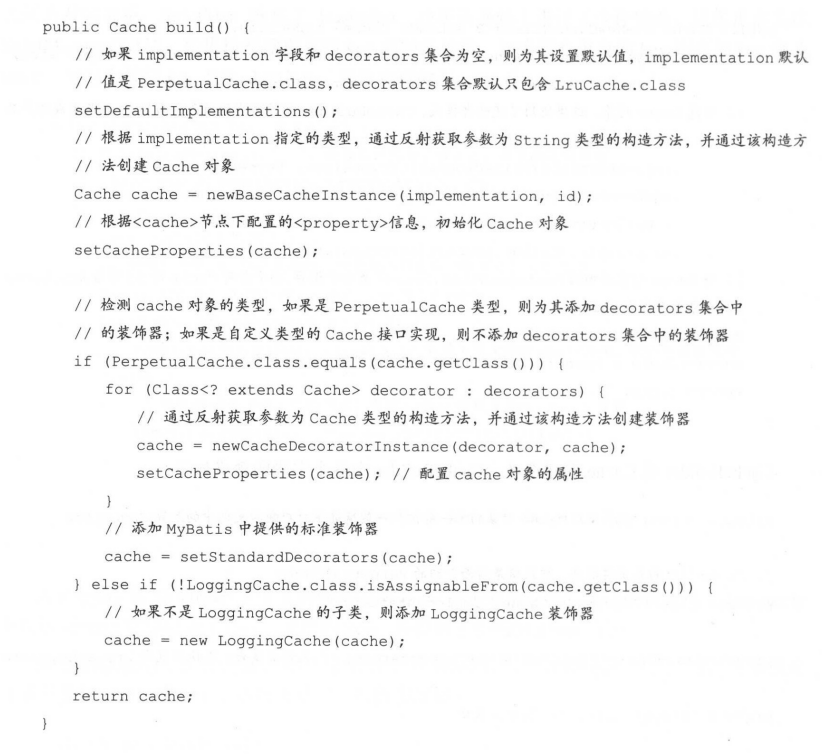 public Cache build() {
// 如果 implementation 字段和 decorators 集合为空，则为其设置默认值，implementation 默认
// 值是 PerpetualCache.class，decorators 集合默认只包含 LruCache.class
setDefaultImplementations();
// 根据 implementation 指定的类型，通过反射获取参数为 String 类型的构造方法，并通过该构造方
// 法创建 Cache 对象
Cache cache = newBaseCacheInstance(implementation, id);
// 根据<cache>节点下配置的<property>信息，初始化 Cache 对象
setCacheProperties(cache);
// 检测 cache 对象的类型，如果是 PerpetualCache 类型，则为其添加 decorators 集合中
// 的装饰器；如果是自定义类型的 Cache 接口实现，则不添加 decorators 集合中的装饰器
if (PerpetualCache.class.equals(cache.getClass())) {
for (Class<? extends Cache> decorator : decorators) {
// 通过反射获取参数为 Cache 类型的构造方法，并通过该构造方法创建装饰器
cache = newCacheDecoratorInstance(decorator, cache);
setCacheProperties(cache); // 配置 cache 对象的属性
}
// 添加 MyBatis 中提供的标准装饰器
cache = setStandardDecorators(cache);
} else if (!LoggingCache.class.isAssignableFrom(cache.getClass())) {
// 如果不是 LoggingCache 的子类，则添加 LoggingCache 装饰器
cache = new LoggingCache(cache);
}
return cache;
}